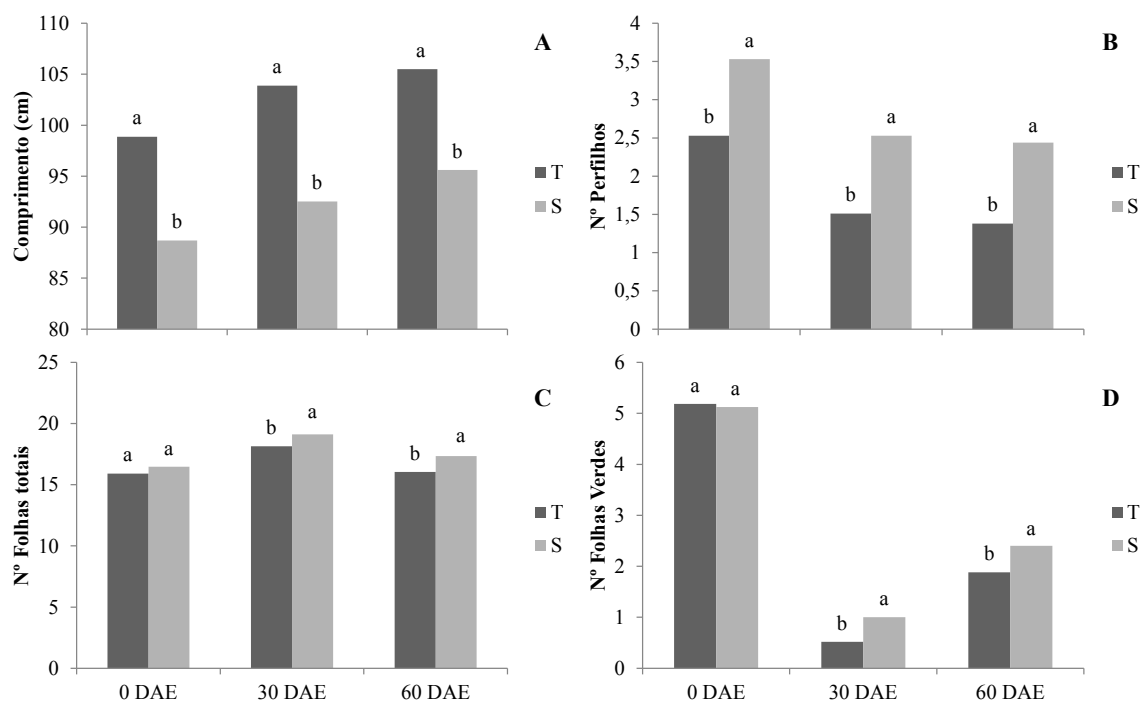 Comprimento (cm)
110
105
100
95
90
85
80
a
b
a
b
a
b
A
T
S
Nº Perfilhos
4
3,5
3
2,5
2
1,5
1
0,5
0
b
a
b
a
b
a
B
T
S
Nº Folhas totais
25
20
15
10
5
0
a
a
b
a
b
a
C
T
S
0 DAE
30 DAE
60 DAE
Nº Folhas Verdes
6
5
4
3
2
1
0
a
a
b
a
b
a
D
T
S
0 DAE
30 DAE
60 DAE